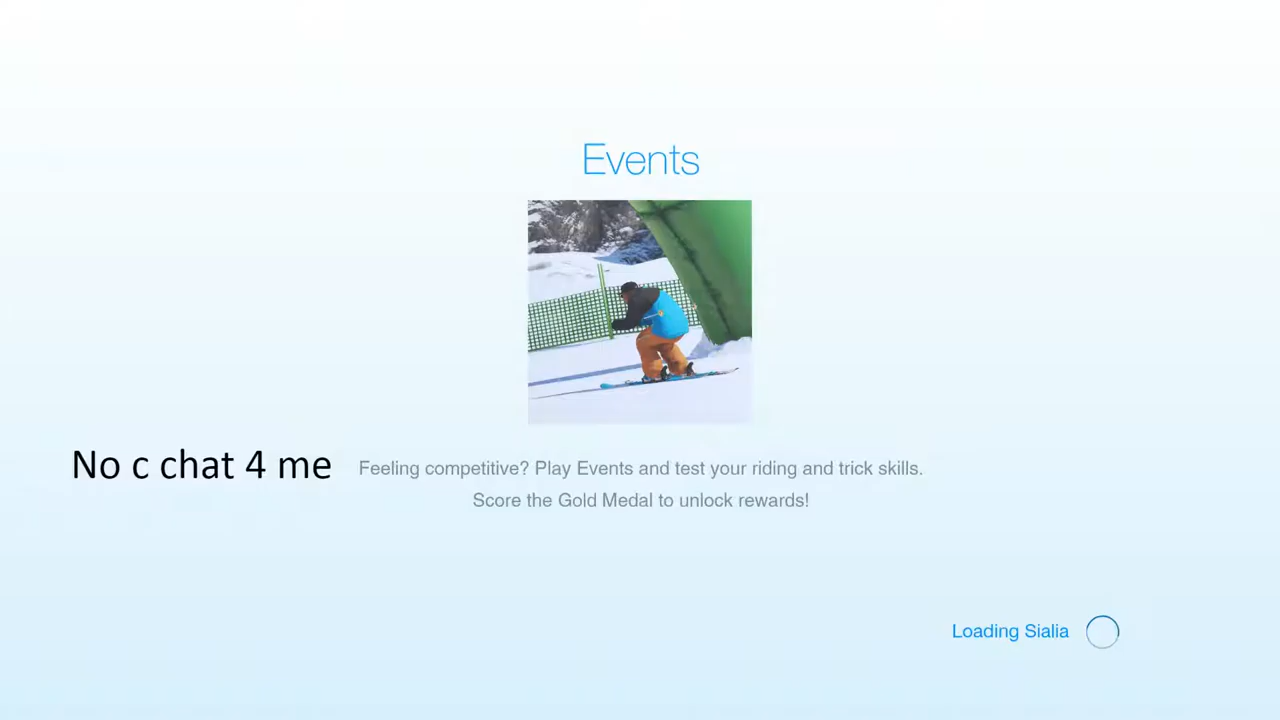 Events
No c chat 4 me
Feeling competitive? Play Events and test your riding and trick skills.
Score the Gold Medal to unlock rewards!
Loading Sialia